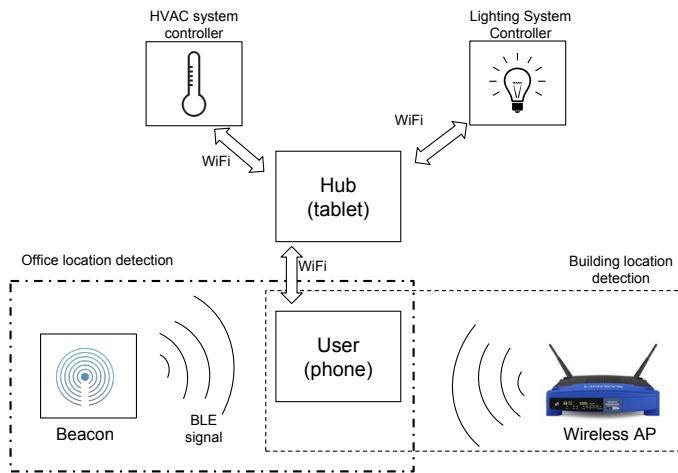 HVAC system
controller
Lighting System
Controller
WiFi
WiFi
Hub
(tablet)
Office location detection
WiFi
Building location
detection
User
(phone)
LINKSYS
Beacon
BLE
signal
Wireless AP